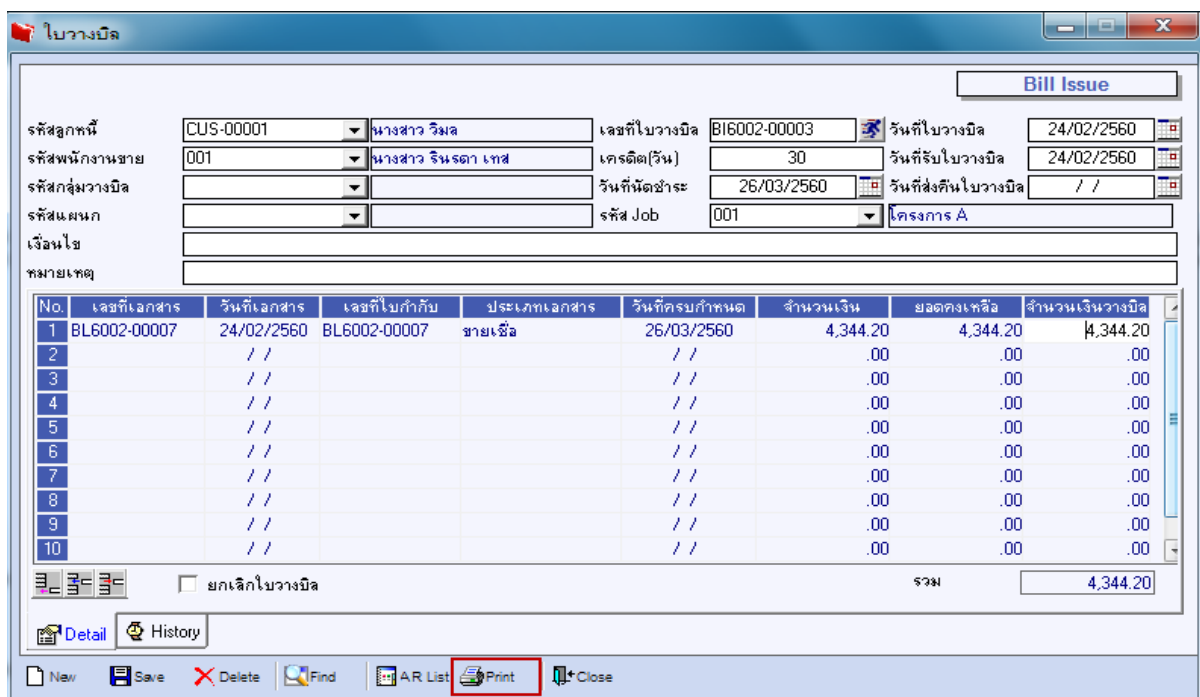 ใบวางบิล
Bill Issue
รหัสลูกหนี้ CUS-00001 นางสาว วิมล เลขที่ใบวางบิล BI6002-00003 วันที่ใบวางบิล 24/02/2560
รหัสพนักงานขาย 001 นางสาว รินรดา เทส เครดิต(วัน) 30 วันที่รับใบวางบิล 24/02/2560
รหัสกลุ่มวางบิล วันที่นัดชำระ 26/03/2560 วันที่ส่งคืนใบวางบิล / /
รหัสแผนก รหัส Job 001 โครงการ A
เงื่อนไข
หมายเหตุ
No. เลขที่เอกสาร วันที่เอกสาร เลขที่ใบกำกับ ประเภทเอกสาร วันที่ครบกำหนด จำนวนเงิน ยอดคงเหลือ จำนวนเงินวางบิล
1 BL6002-00007 24/02/2560 BL6002-00007 ขายเชื่อ 26/03/2560 4,344.20 4,344.20 4,344.20
2 / / / / .00 .00 .00
3 / / / / .00 .00 .00
4 / / / / .00 .00 .00
5 / / / / .00 .00 .00
6 / / / / .00 .00 .00
7 / / / / .00 .00 .00
8 / / / / .00 .00 .00
9 / / / / .00 .00 .00
10 / / / / .00 .00 .00
ยกเลิกใบวางบิล รวม 4,344.20
Detail History
New Save Delete Find AR List Print Close